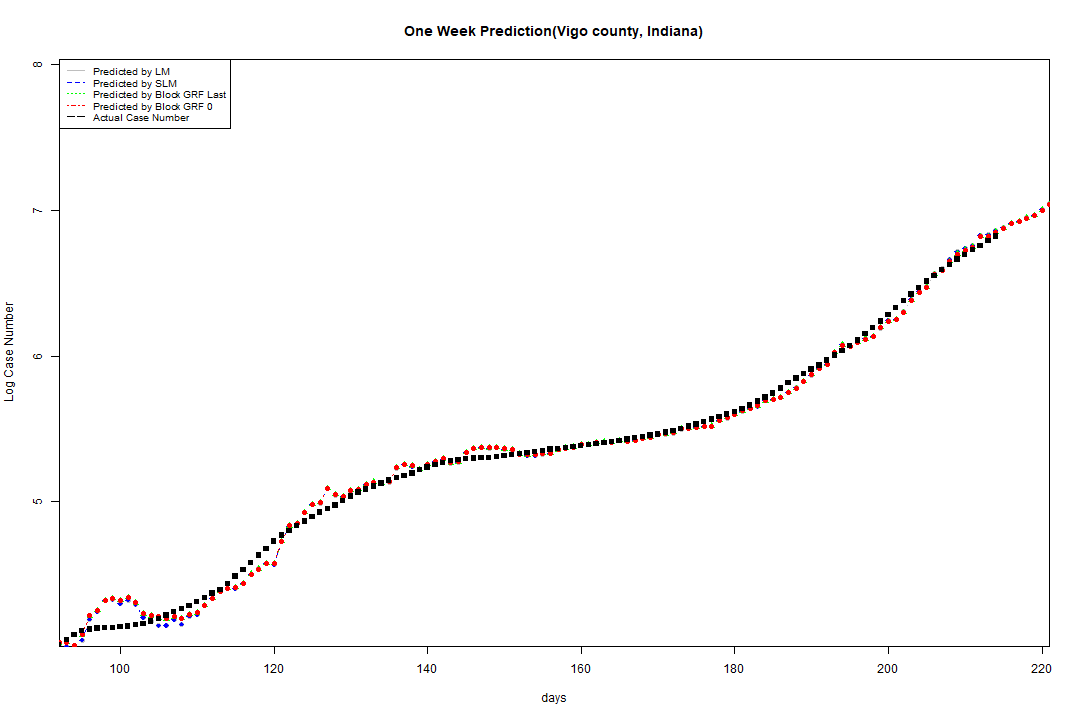 One Week Prediction(Vigo county, Indiana)
Predicted by LM
Predicted by SLM
Predicted by Block GRF Last
Predicted by Block GRF 0
Actual Case Number
8
7
6
5
Log Case Number
100 120 140 160 180 200 220
days